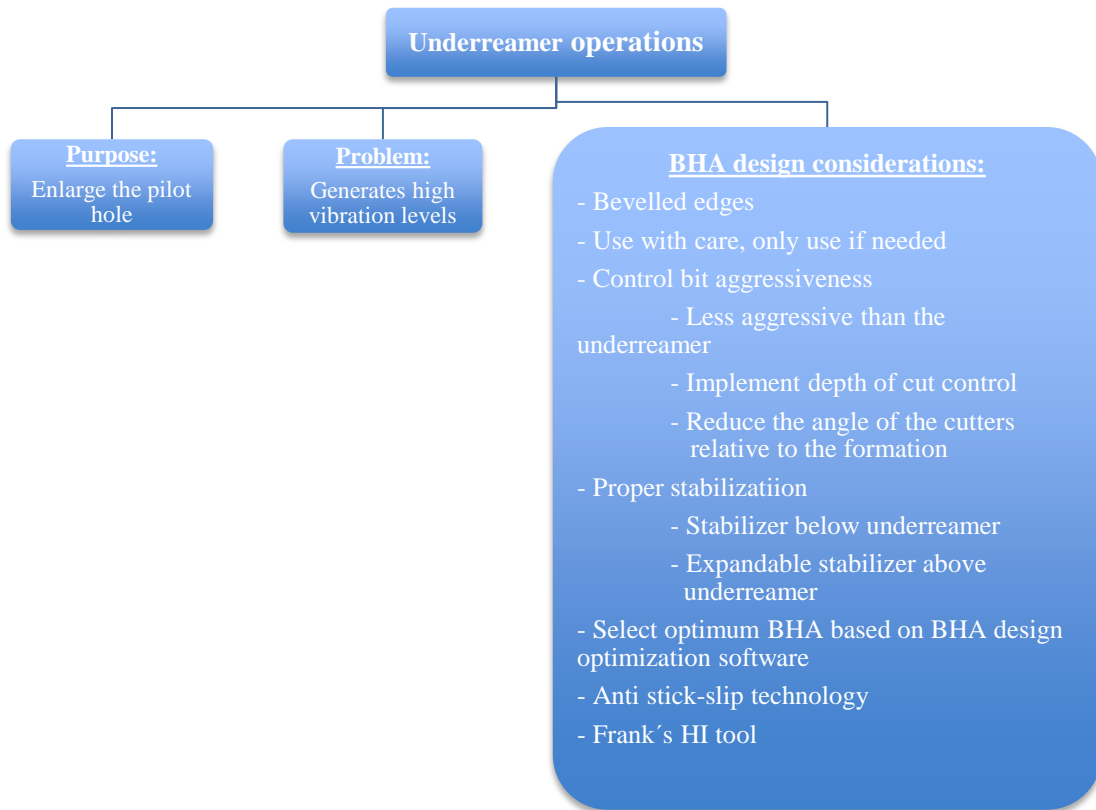 Underreamer operations
Purpose:
Enlarge the pilot
hole
Problem:
Generates high
vibration levels
BHA design considerations:
- Bevelled edges
- Use with care, only use if needed
- Control bit aggressiveness
- Less aggressive than the
underreamer
- Implement depth of cut control
- Reduce the angle of the cutters
relative to the formation
- Proper stabilizatiion
- Stabilizer below underreamer
- Expandable stabilizer above
underreamer
- Select optimum BHA based on BHA design
optimization software
- Anti stick-slip technology
- Frank´s HI tool